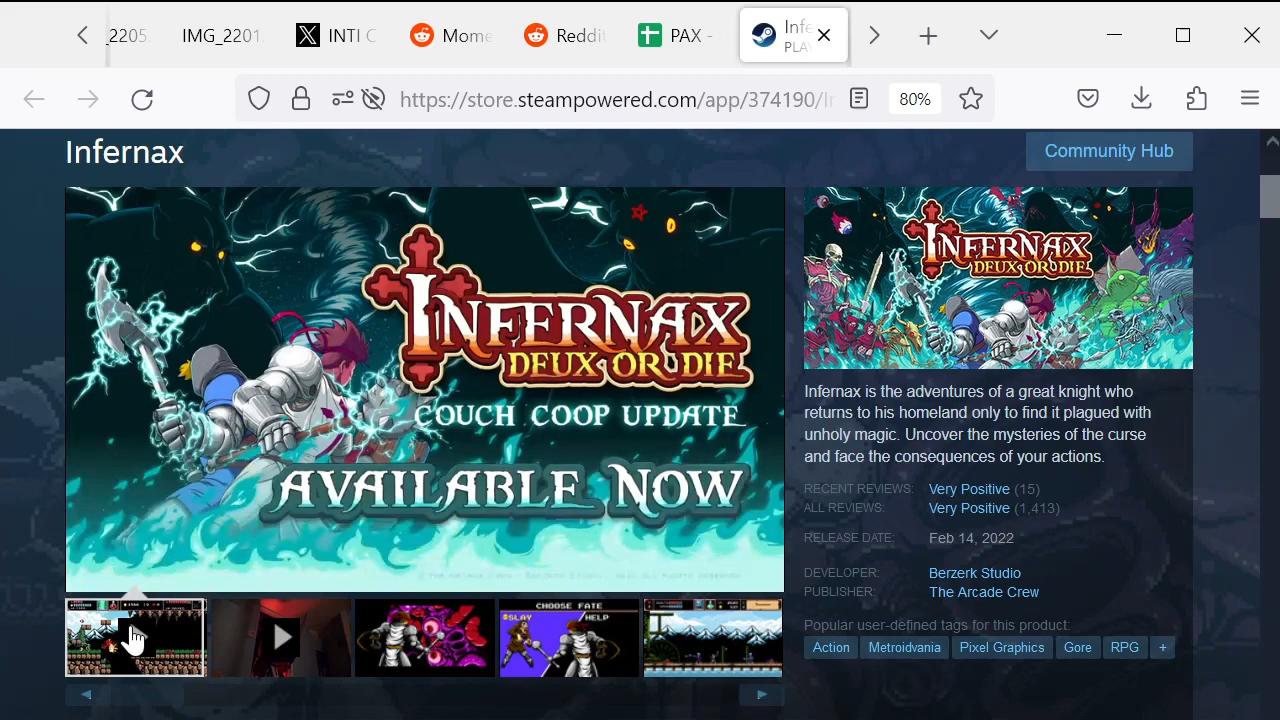 _2205. IMG_2201 INTI C Mome Reddit PAX - Infe
PLAY
https://store.steampowered.com/app/374190/In 80%
Infernax
Community Hub
INFERNAX
DEUX OR DIE
COUCH COOP UPDATE
AVAILABLE NOW
INFERNAX
DEUX OR DIE
Infernax is the adventures of a great knight who
returns to his homeland only to find it plagued with
unholy magic. Uncover the mysteries of the curse
and face the consequences of your actions.
RECENT REVIEWS: Very Positive (15)
ALL REVIEWS: Very Positive (1,413)
RELEASE DATE: Feb 14, 2022
DEVELOPER: Berzerk Studio
PUBLISHER: The Arcade Crew
Popular user-defined tags for this product:
Action Metroidvania Pixel Graphics Gore RPG +
CHOOSE FATE
SLAY HELP